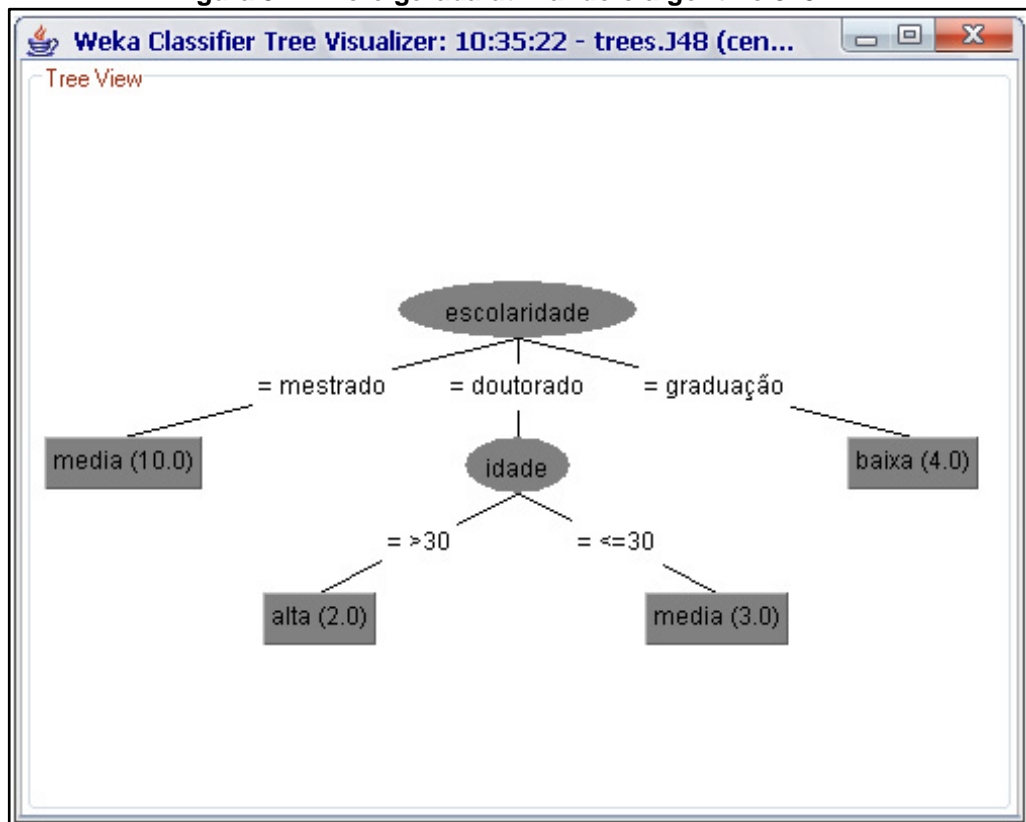 Weka Classifier Tree Visualizer: 10:35:22 - trees.J48 (cen...
Tree View
escolaridade
= mestrado = doutorado = graduação
media (10.0) idade baixa (4.0)
= >30 = <=30
alta (2.0) media (3.0)